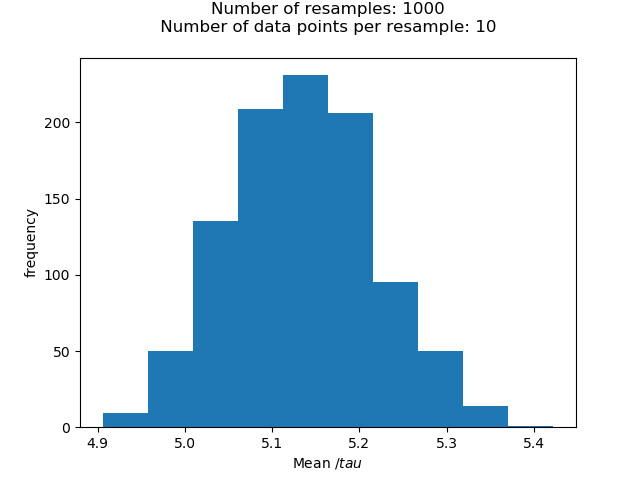 Number of resamples: 1000
Number of data points per resample: 10
200
150
100
50
0
frequency
4.9 5.0 5.1 5.2 5.3 5.4
Mean /tau